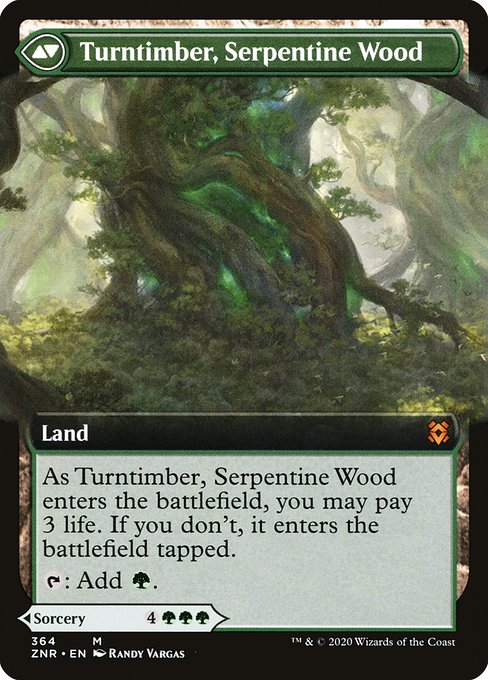 Turntimber, Serpentine Wood
Land
As Turntimber, Serpentine Wood
enters the battlefield, you may pay
3 life. If you don't, it enters the
battlefield tapped.
: Add .
Sorcery 4
364 M
ZNR • EN Randy Vargas
™ & © 2020 Wizards of the Coast